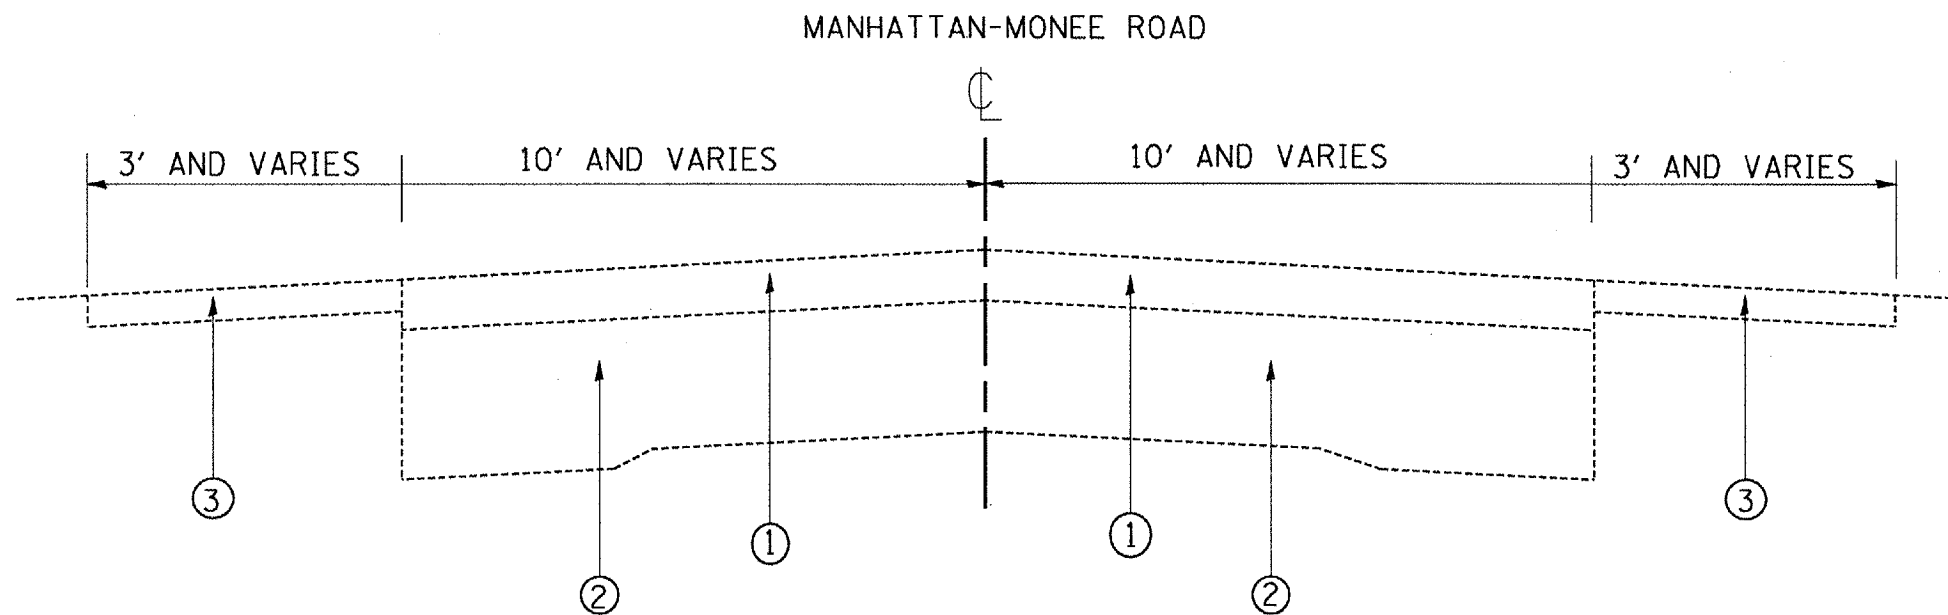 MANHATTAN-MONEE ROAD
℄
3' AND VARIES
10' AND VARIES
10' AND VARIES
3' AND VARIES
3
1
1
3
2
2